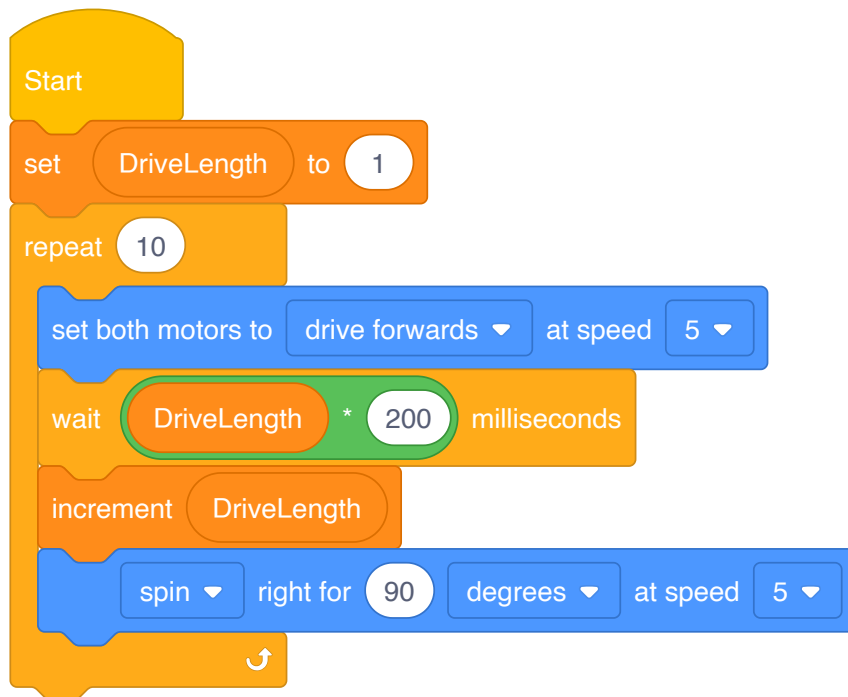 Start
set DriveLength to 1
repeat 10
set both motors to drive forwards at speed 5
wait DriveLength * 200 milliseconds
increment DriveLength
spin right for 90 degrees at speed 5